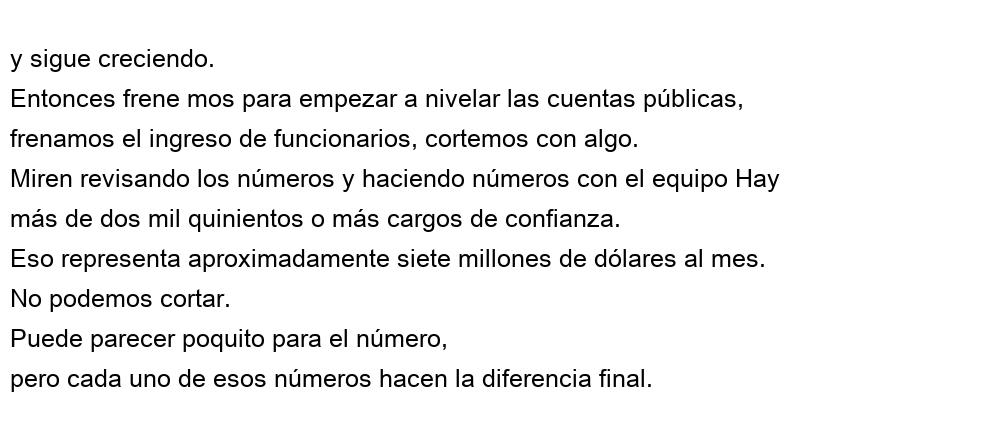 y sigue creciendo.
Entonces frene mos para empezar a nivelar las cuentas públicas,
frenamos el ingreso de funcionarios, cortemos con algo.
Miren revisando los números y haciendo números con el equipo Hay
más de dos mil quinientos o más cargos de confianza.
Eso representa aproximadamente siete millones de dólares al mes.
No podemos cortar.
Puede parecer poquito para el número,
pero cada uno de esos números hacen la diferencia final.